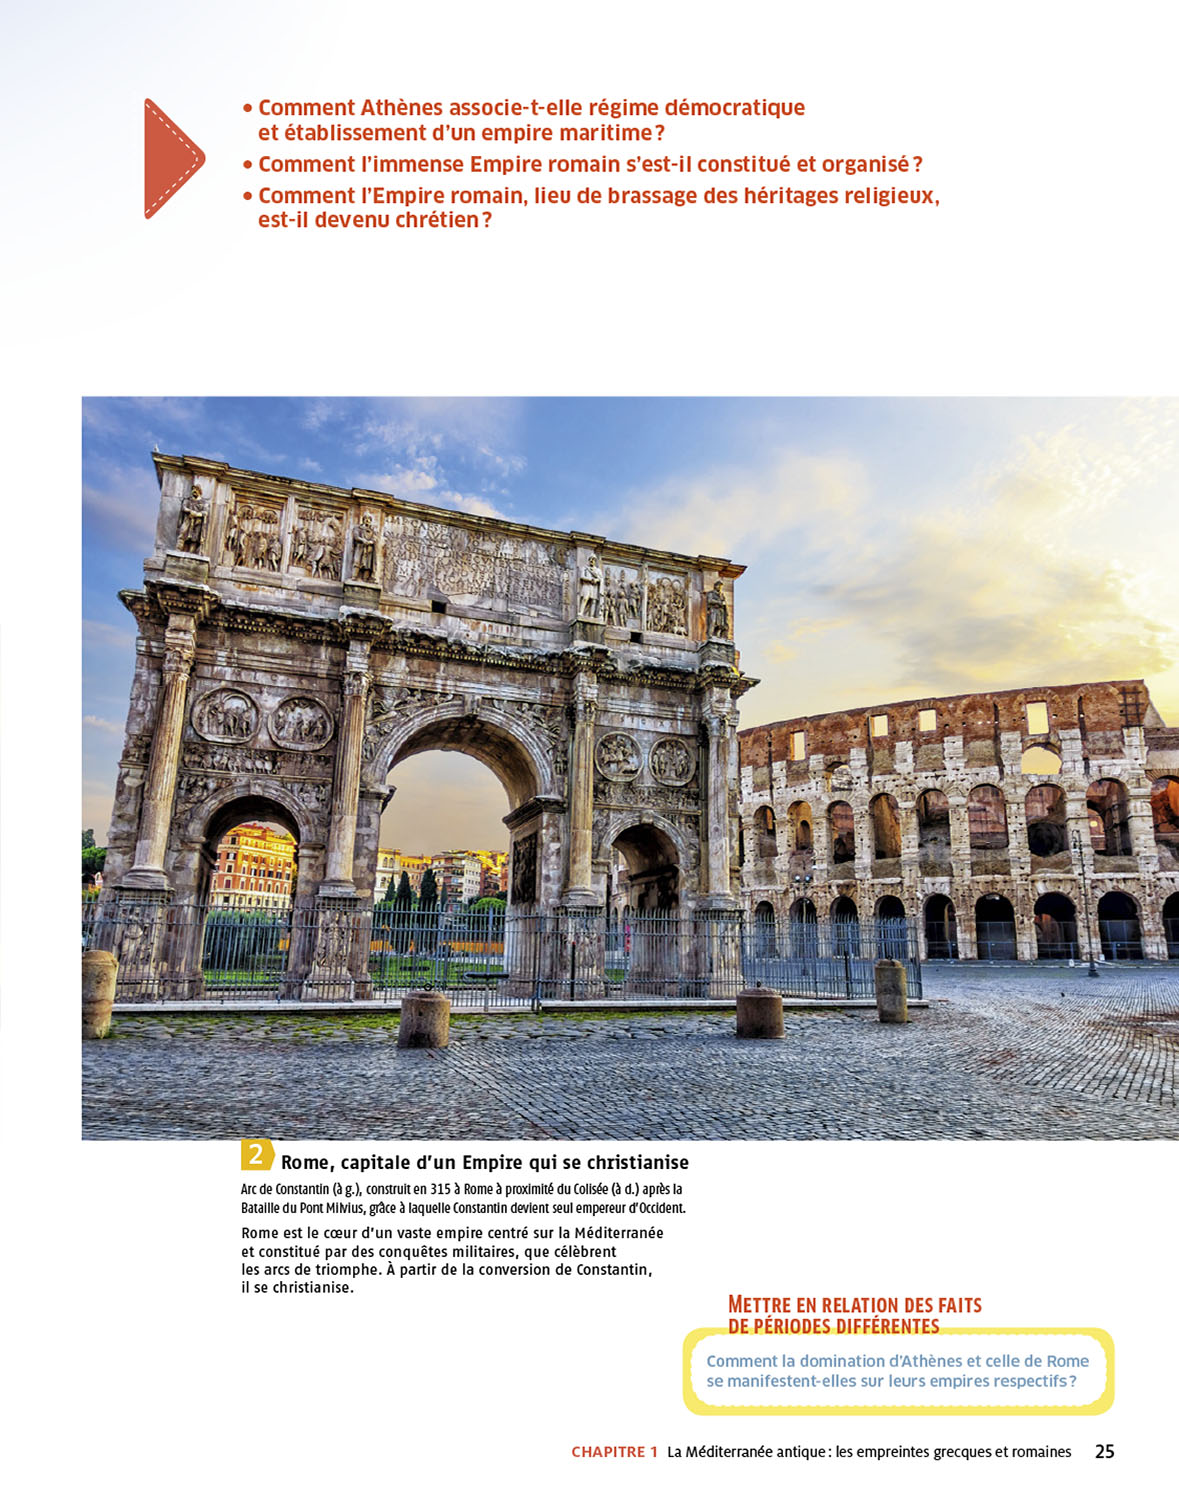 • Comment Athènes associe-t-elle régime démocratique
et établissement d’un empire maritime ?
• Comment l’immense Empire romain s’est-il constitué et organisé ?
• Comment l’Empire romain, lieu de brassage des héritages religieux,
est-il devenu chrétien ?
2 Rome, capitale d’un Empire qui se christianise
Arc de Constantin (à g.), construit en 315 à Rome à proximité du Colisée (à d.) après la
Bataille du Pont Milvius, grâce à laquelle Constantin devient seul empereur d’Occident.
Rome est le cœur d’un vaste empire centré sur la Méditerranée
et constitué par des conquêtes militaires, que célèbrent
les arcs de triomphe. À partir de la conversion de Constantin,
il se christianise.
METTRE EN RELATION DES FAITS
DE PÉRIODES DIFFÉRENTES
Comment la domination d’Athènes et celle de Rome
se manifestent-elles sur leurs empires respectifs ?
CHAPITRE 1 La Méditerranée antique : les empreintes grecques et romaines 25